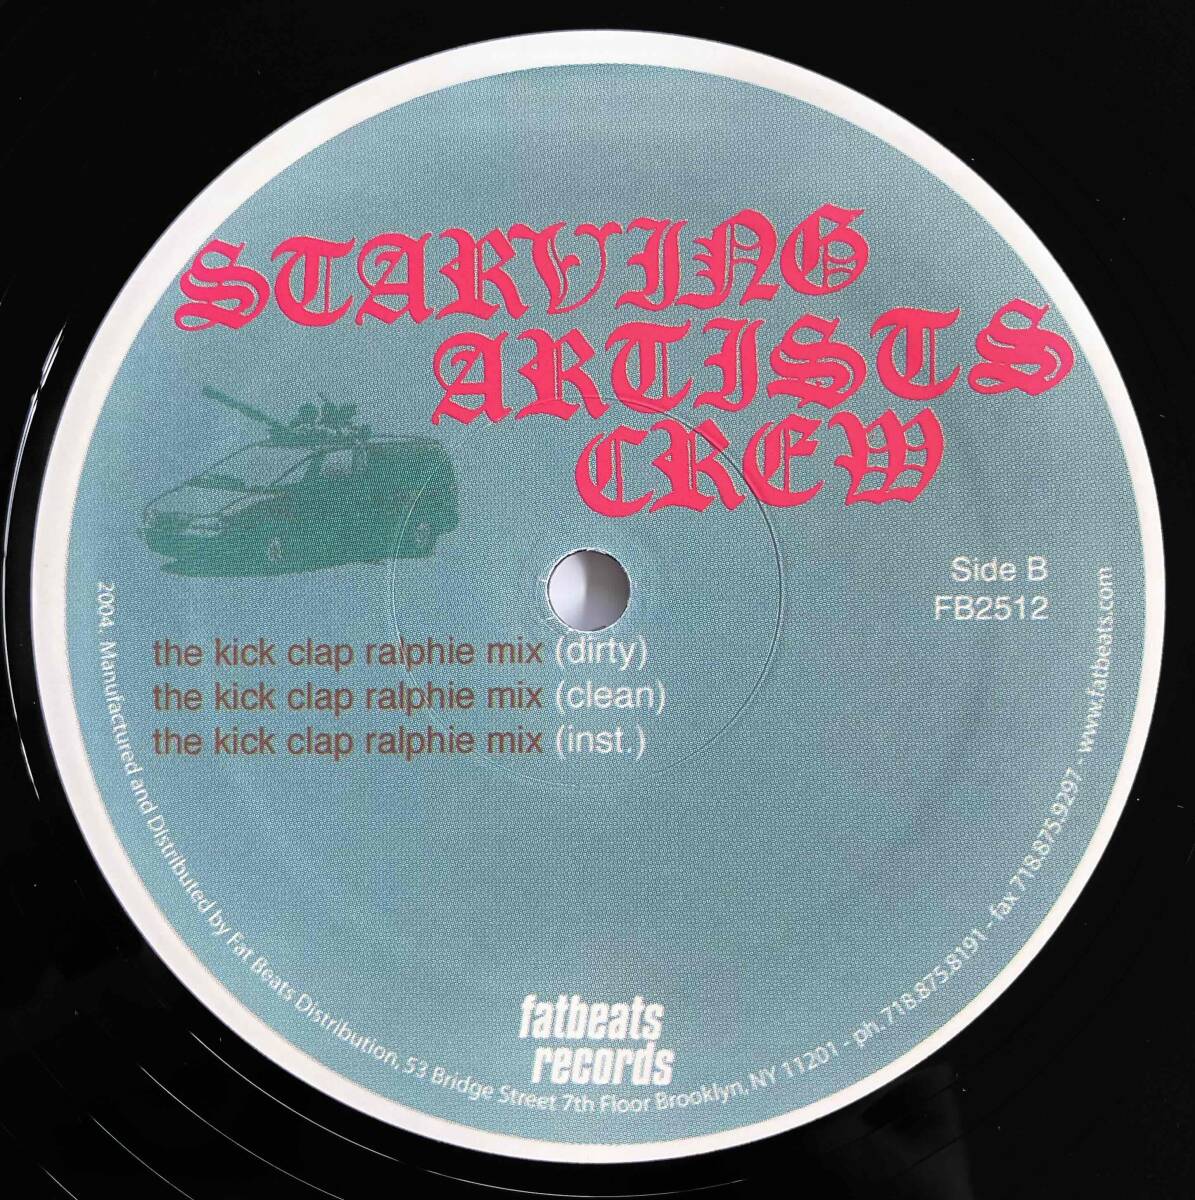 STARVING
ARTISTS
CREW
Side B
FB2512
the kick clap ralphie mix (dirty)
the kick clap ralphie mix (clean)
the kick clap ralphie mix (inst.)
fatbeats
records
2004. Manufactured and Distributed by Fat Beats Distribution, 53 Bridge Street 7th Floor Brooklyn, NY 11201 - ph. 718.875.8191 - fax 718.875.9297 - www.fatbeats.com